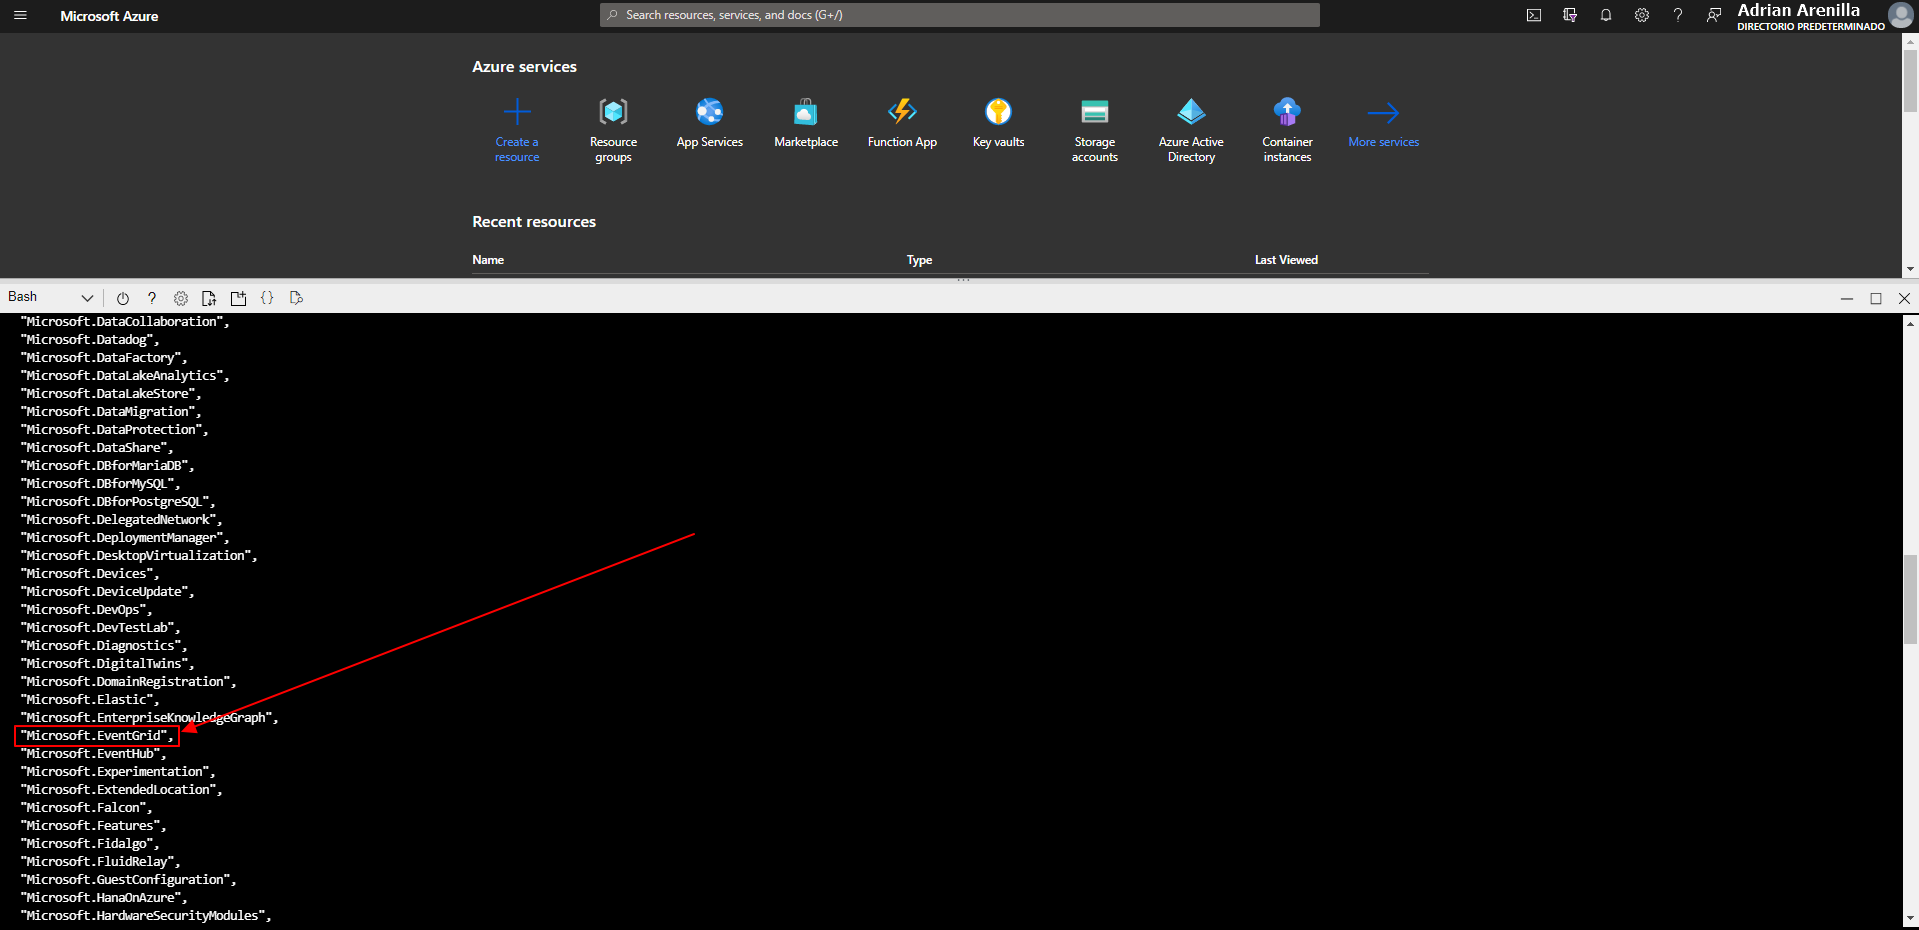 Microsoft Azure
Search resources, services, and docs (G+/)
Adrian Arenilla
DIRECTORIO PREDETERMINADO
Azure services
Create a resource
Resource groups
App Services
Marketplace
Function App
Key vaults
Storage accounts
Azure Active Directory
Container instances
More services
Recent resources
Name Type Last Viewed
Bash
"Microsoft.DataCollaboration",
"Microsoft.Datadog",
"Microsoft.DataFactory",
"Microsoft.DataLakeAnalytics",
"Microsoft.DataLakeStore",
"Microsoft.DataMigration",
"Microsoft.DataProtection",
"Microsoft.DataShare",
"Microsoft.DBforMariaDB",
"Microsoft.DBforMySQL",
"Microsoft.DBforPostgreSQL",
"Microsoft.DelegatedNetwork",
"Microsoft.DeploymentManager",
"Microsoft.DesktopVirtualization",
"Microsoft.Devices",
"Microsoft.DeviceUpdate",
"Microsoft.DevOps",
"Microsoft.DevTestLab",
"Microsoft.Diagnostics",
"Microsoft.DigitalTwins",
"Microsoft.DomainRegistration",
"Microsoft.Elastic",
"Microsoft.EnterpriseKnowledgeGraph",
"Microsoft.EventGrid",
"Microsoft.EventHub",
"Microsoft.Experimentation",
"Microsoft.ExtendedLocation",
"Microsoft.Falcon",
"Microsoft.Features",
"Microsoft.Fidalgo",
"Microsoft.FluidRelay",
"Microsoft.GuestConfiguration",
"Microsoft.HanaOnAzure",
"Microsoft.HardwareSecurityModules",